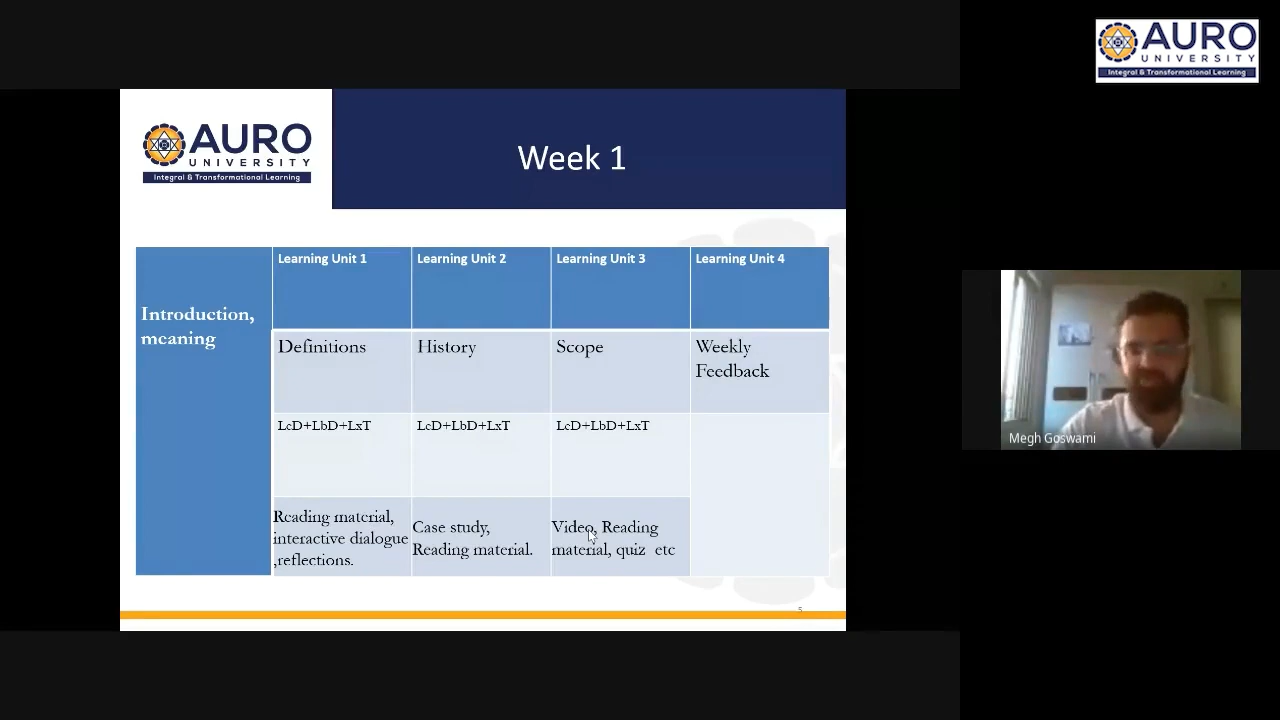 AURO
UNIVERSITY
Integral & Transformational Learning
AURO
UNIVERSITY
Integral & Transformational Learning
Week 1
Introduction,
meaning
Learning Unit 1
Learning Unit 2
Learning Unit 3
Learning Unit 4
Definitions
History
Scope
Weekly
Feedback
LcD+LbD+LxT
LcD+LbD+LxT
LcD+LbD+LxT
Reading material,
interactive dialogue
,reflections.
Case study,
Reading material.
Video, Reading
material, quiz etc
5
Megh Goswami